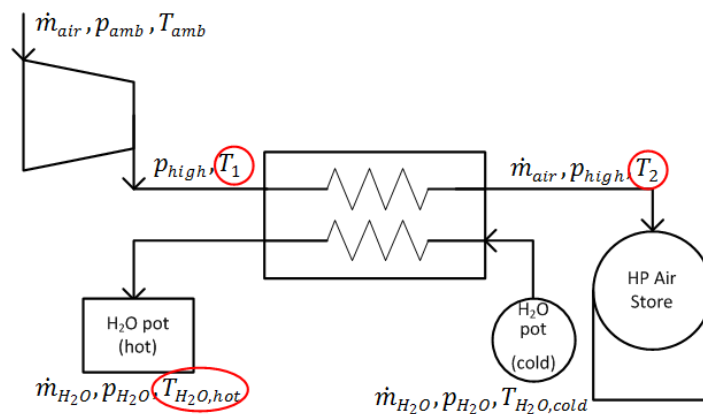 ṁ_air, p_amb, T_amb
p_high, T_1
ṁ_air, p_high, T_2
HP Air
Store
H₂O pot
(hot)
H₂O
pot
(cold)
ṁ_H₂O, p_H₂O, T_H₂O,hot
ṁ_H₂O, p_H₂O, T_H₂O,cold